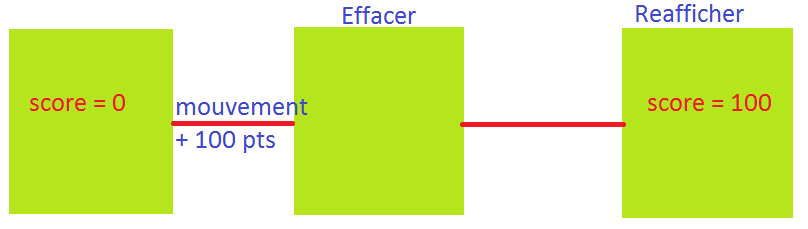 score = 0
mouvement
+ 100 pts
Effacer
Reafficher
score = 100